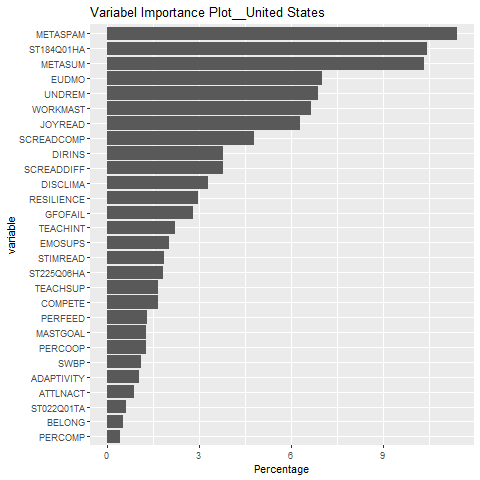 Variabel Importance Plot__United States
METASPAM
ST184Q01HA
METASUM
EUDMO
UNDREM
WORKMAST
JOYREAD
SCREADCOMP
DIRINS
SCREADDIFF
DISCLIMA
RESILIENCE
GFOFAIL
TEACHINT
EMOSUPS
STIMREAD
ST225Q06HA
TEACHSUP
COMPETE
PERFEED
MASTGOAL
PERCOOP
SWBP
ADAPTIVITY
ATTLNACT
ST022Q01TA
BELONG
PERCOMP
variable
0 3 6 9
Percentage